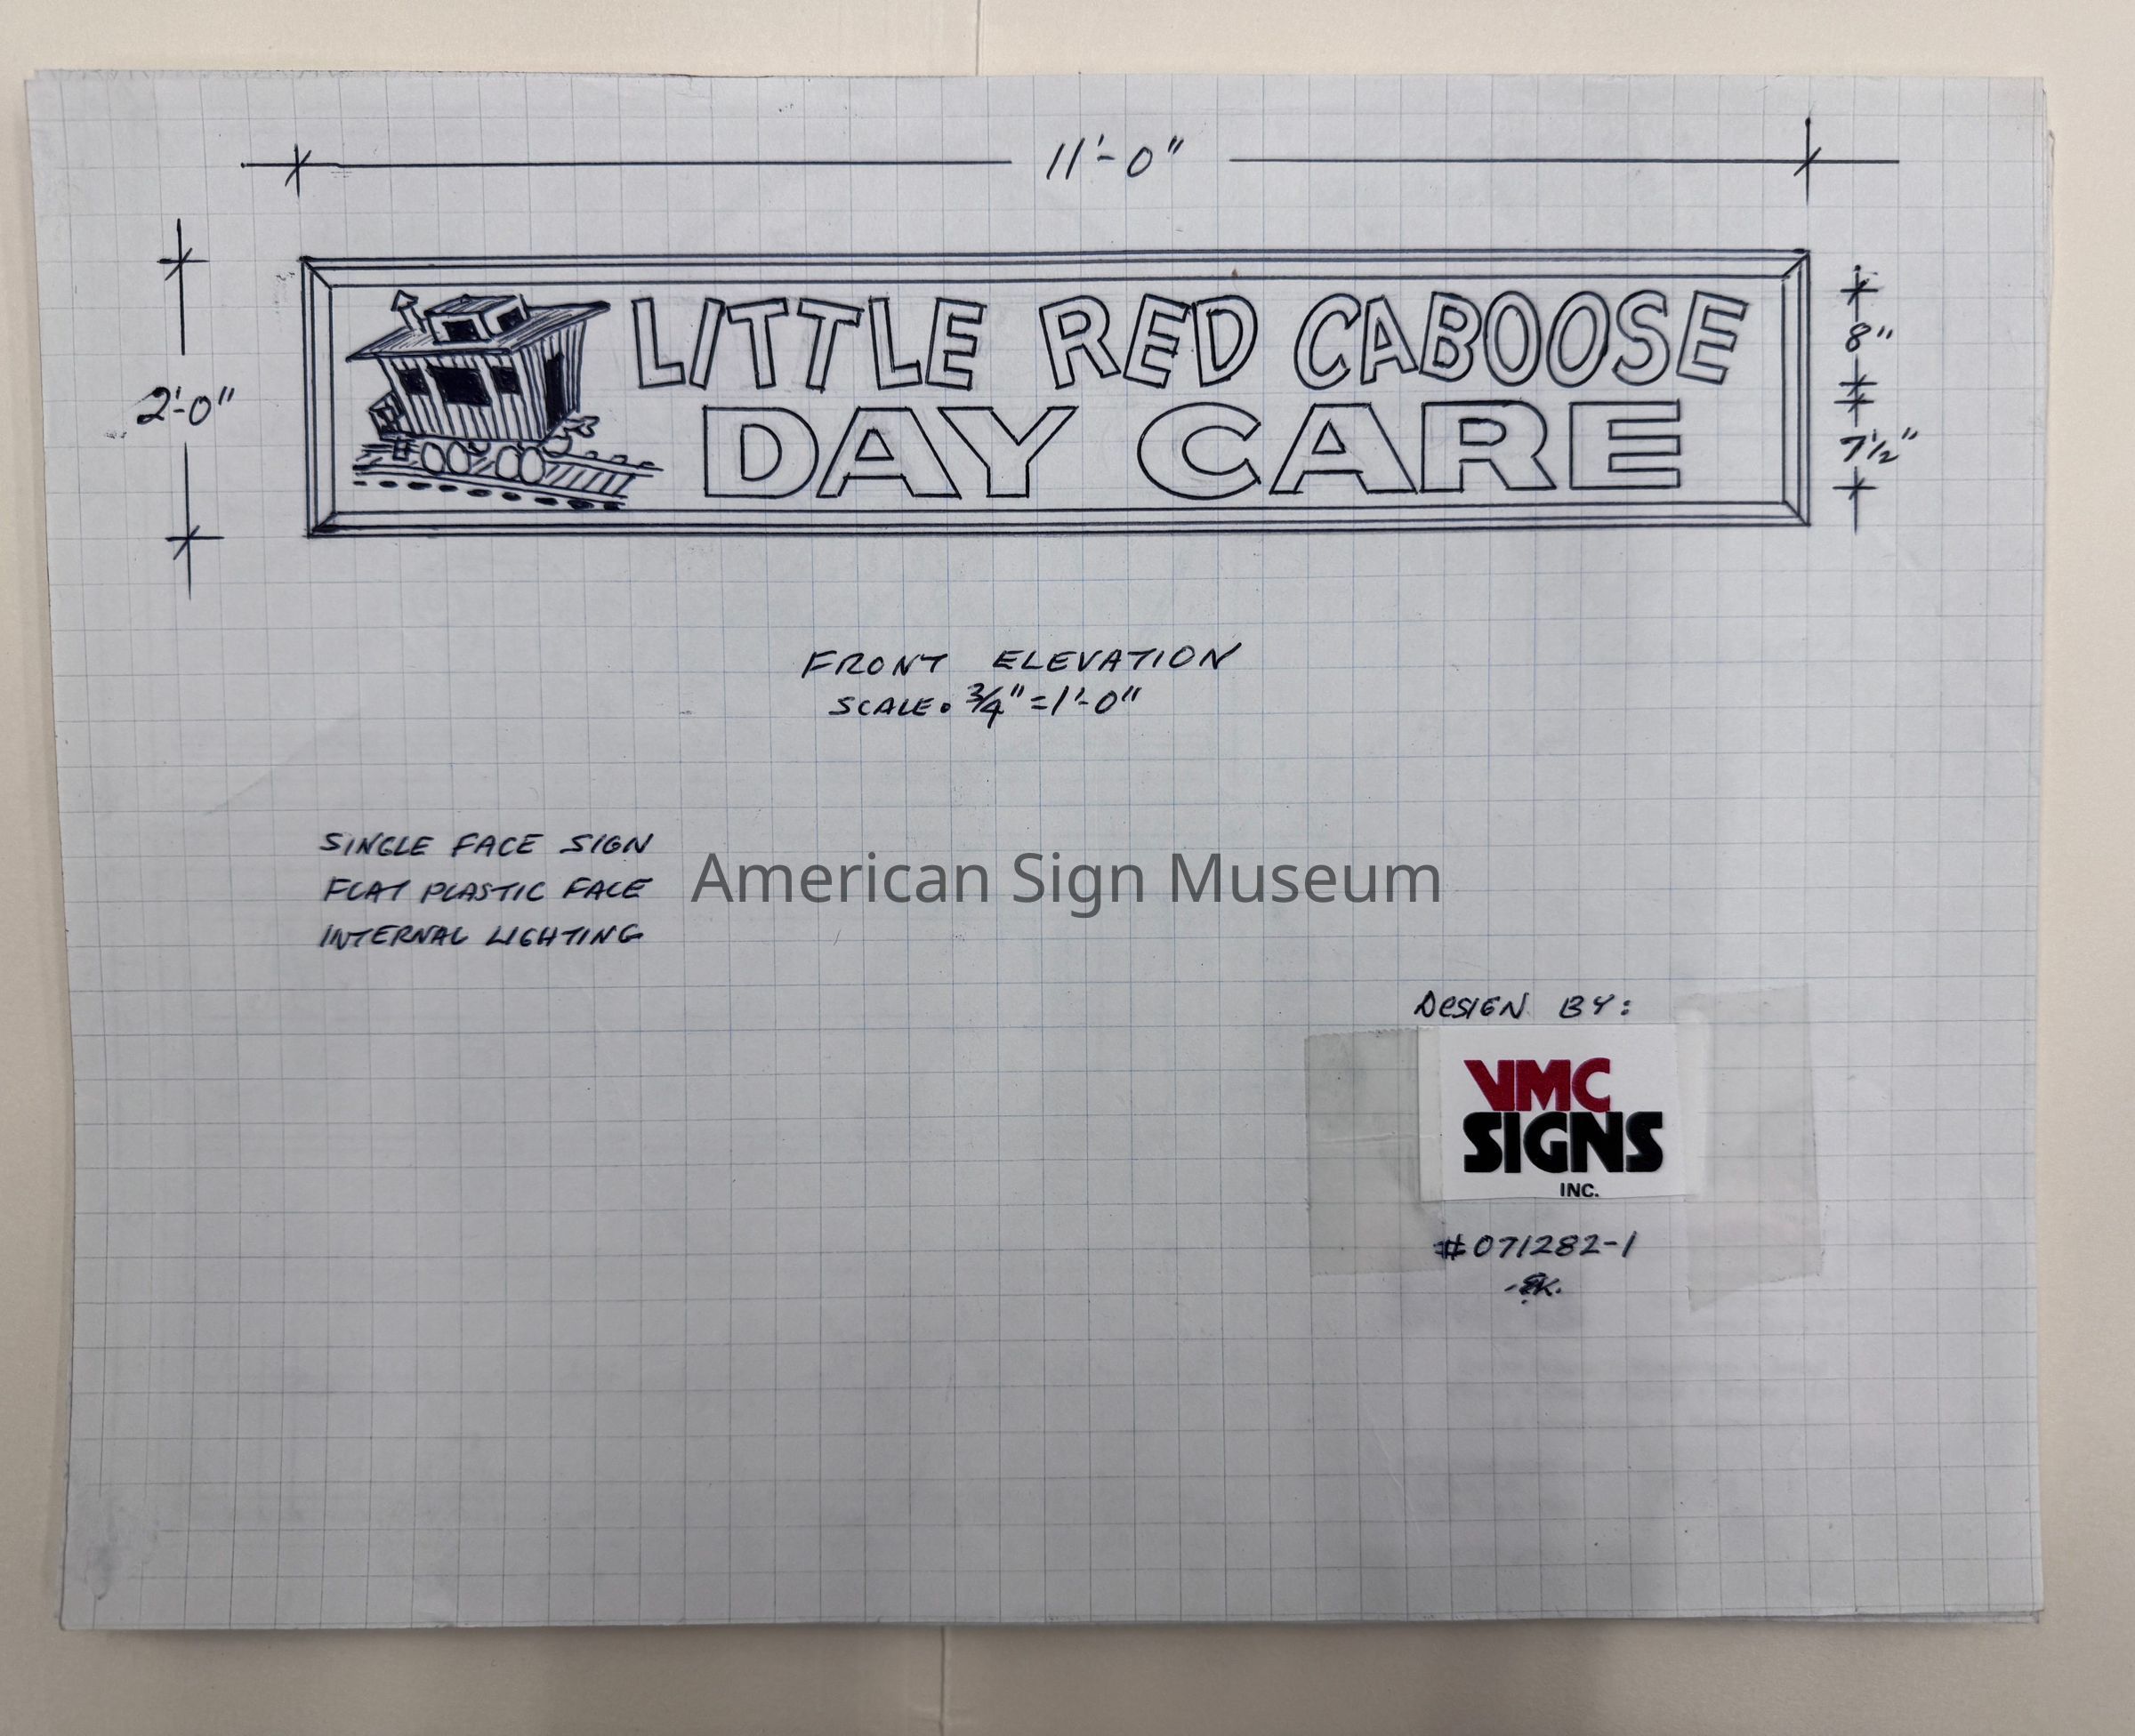 11'-0"
2'-0"
LITTLE RED CABOOSE
8"
DAY CARE
7½"
FRONT ELEVATION
SCALE: ¾"=1'-0"
SINGLE FACE SIGN
FLAT PLASTIC FACE
INTERNAL LIGHTING
American Sign Museum
DESIGN BY:
VMC
SIGNS
INC.
#071282-1